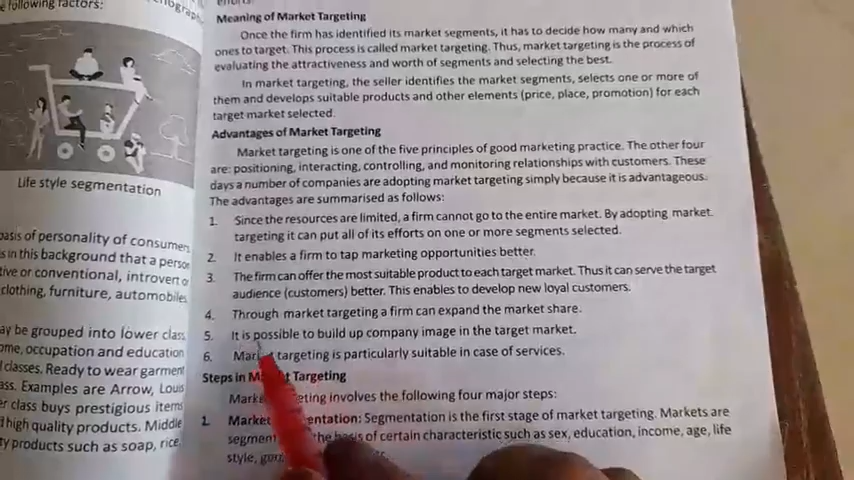 e following factors:
Life style segmentation
basis of personality of consumers
s in this background that a person
tive or conventional, introvert or
clothing, furniture, automobiles
ay be grouped into lower class
ome, occupation and education
classes. Ready to wear garment
ass. Examples are Arrow, Louis
er class buys prestigious items
high quality products. Middle
ty products such as soap, rice,
Meaning of Market Targeting
Once the firm has identified its market segments, it has to decide how many and which
ones to target. This process is called market targeting. Thus, market targeting is the process of
evaluating the attractiveness and worth of segments and selecting the best.
In market targeting, the seller identifies the market segments, selects one or more of
them and develops suitable products and other elements (price, place, promotion) for each
target market selected.
Advantages of Market Targeting
Market targeting is one of the five principles of good marketing practice. The other four
are: positioning, interacting, controlling, and monitoring relationships with customers. These
days a number of companies are adopting market targeting simply because it is advantageous.
The advantages are summarised as follows:
1. Since the resources are limited, a firm cannot go to the entire market. By adopting market
targeting it can put all of its efforts on one or more segments selected.
2. It enables a firm to tap marketing opportunities better.
3. The firm can offer the most suitable product to each target market. Thus it can serve the target
audience (customers) better. This enables to develop new loyal customers.
4. Through market targeting a firm can expand the market share.
5. It is possible to build up company image in the target market.
6. Market targeting is particularly suitable in case of services.
Steps in Market Targeting
Market targeting involves the following four major steps:
1. Market Segmentation: Segmentation is the first stage of market targeting. Markets are
the basis of certain characteristic such as sex, education, income, age, life
style,